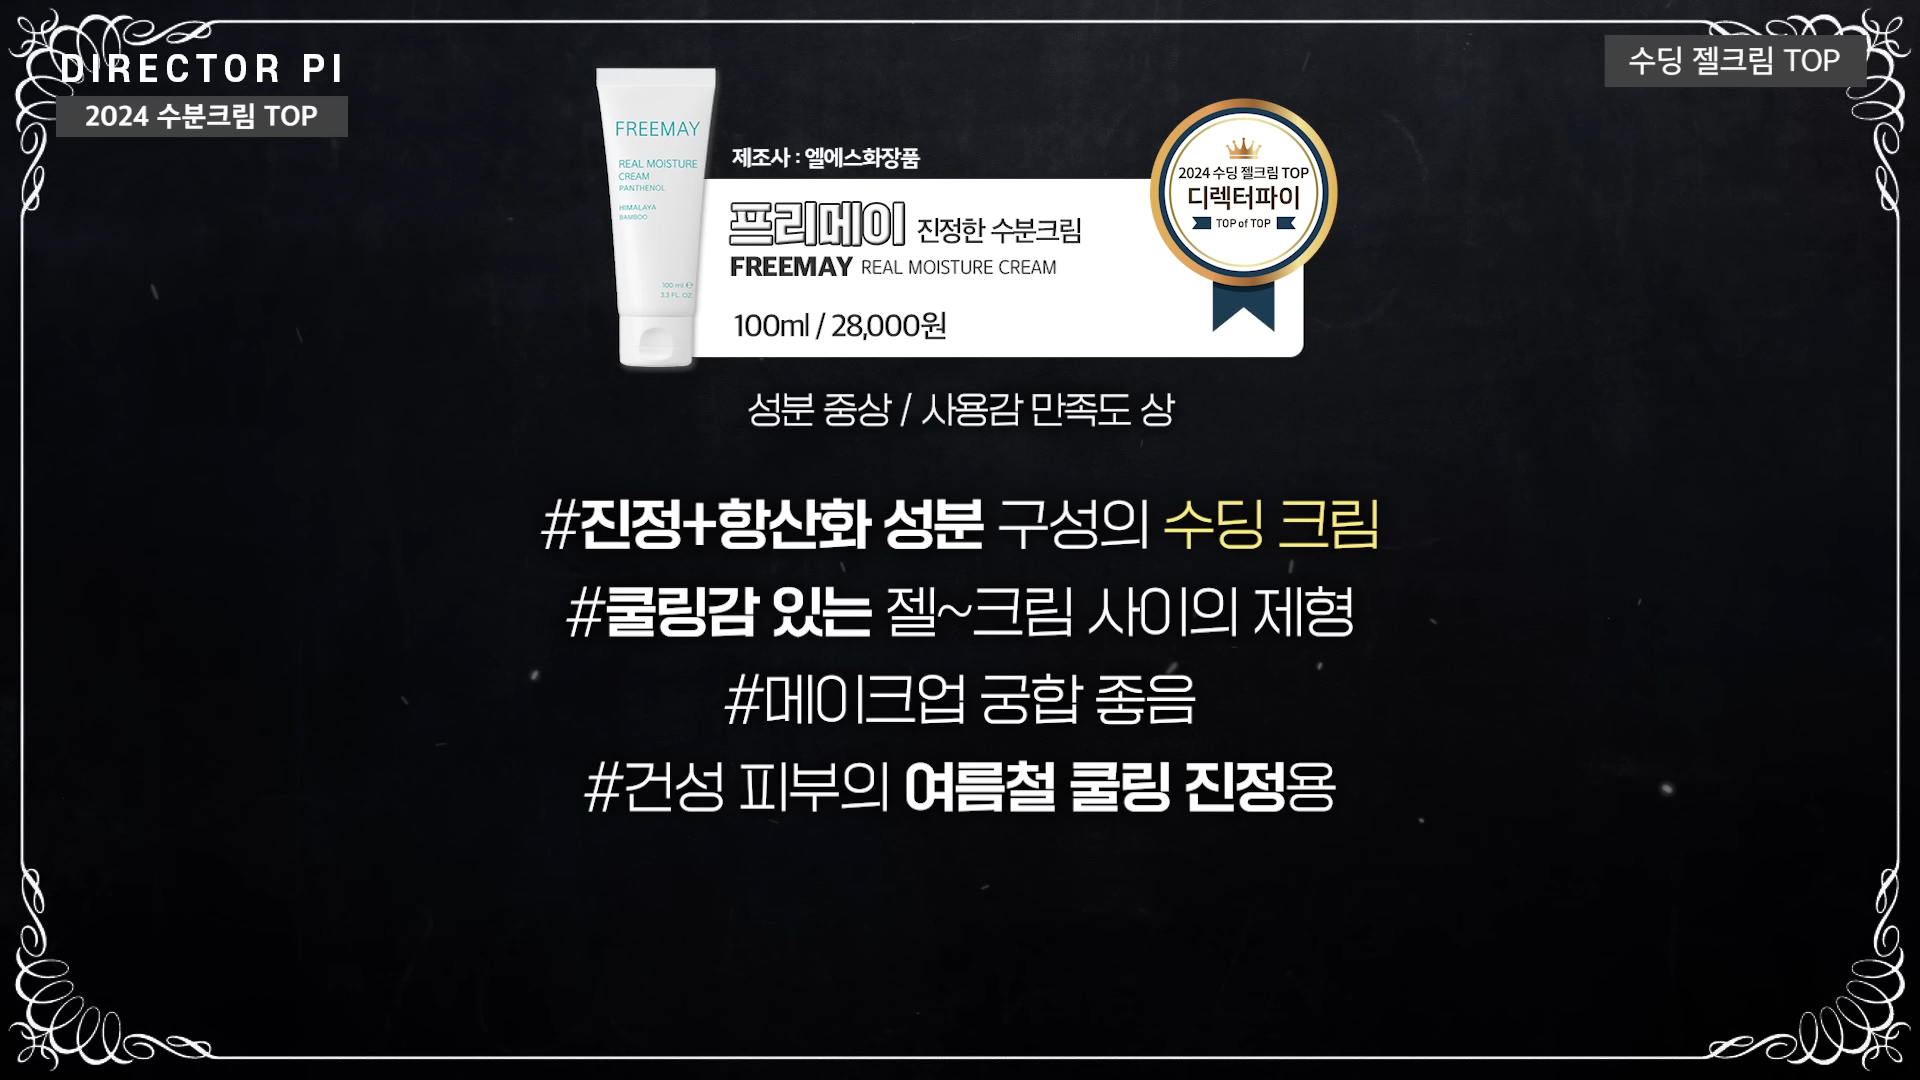 DIRECTOR PI
2024 수분크림 TOP
수딩 젤크림 TOP
FREEMAY
REAL MOISTURE
CREAM
PANTHENOL
HIMALAYA
BAMBOO
100 ml ℮
3.3 FL. OZ
제조사 : 엘에스화장품
프리메이 진정한 수분크림
FREEMAY REAL MOISTURE CREAM
100ml / 28,000원
2024 수딩 젤크림 TOP
디렉터파이
TOP of TOP
성분 중상 / 사용감 만족도 상
#진정+항산화 성분 구성의 수딩 크림
#쿨링감 있는 젤~크림 사이의 제형
#메이크업 궁합 좋음
#건성 피부의 여름철 쿨링 진정용